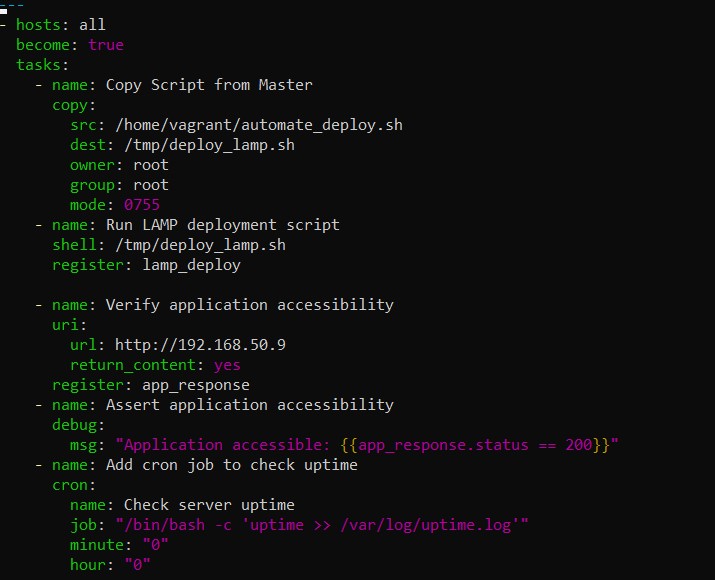 ---
- hosts: all
  become: true
  tasks:
    - name: Copy Script from Master
      copy:
        src: /home/vagrant/automate_deploy.sh
        dest: /tmp/deploy_lamp.sh
        owner: root
        group: root
        mode: 0755
    - name: Run LAMP deployment script
      shell: /tmp/deploy_lamp.sh
      register: lamp_deploy

    - name: Verify application accessibility
      uri:
        url: http://192.168.50.9
        return_content: yes
      register: app_response
    - name: Assert application accessibility
      debug:
        msg: "Application accessible: {{app_response.status == 200}}"
    - name: Add cron job to check uptime
      cron:
        name: Check server uptime
        job: "/bin/bash -c 'uptime >> /var/log/uptime.log'"
        minute: "0"
        hour: "0"